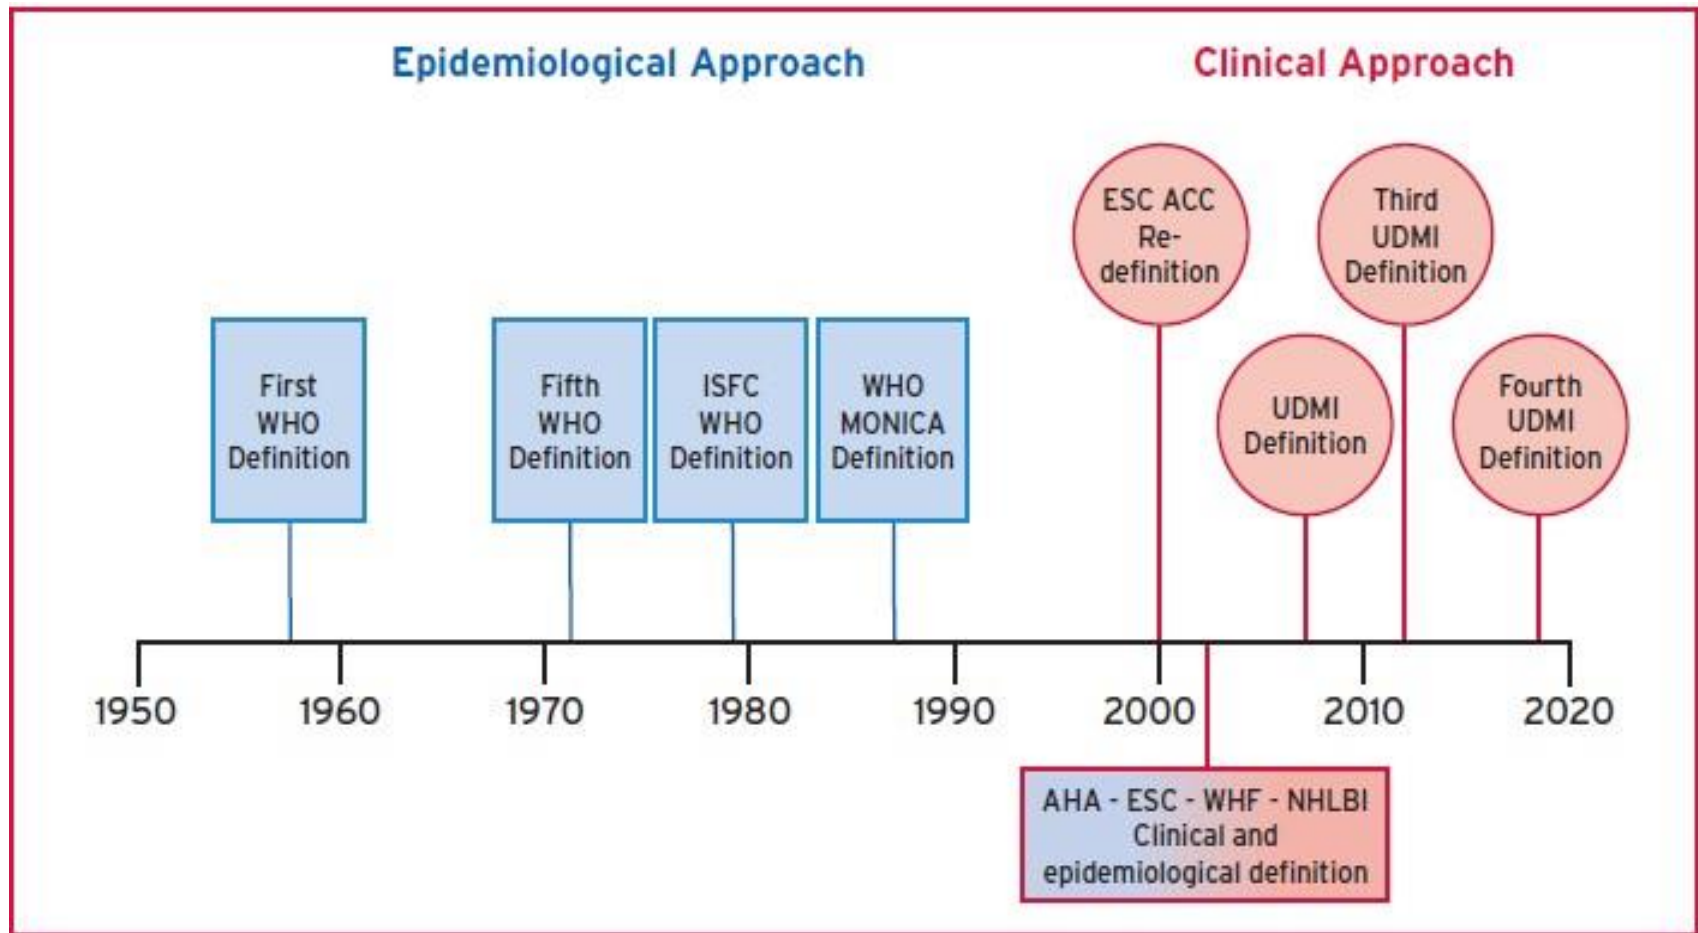 Epidemiological Approach
Clinical Approach
ESC ACC
Re-
definition
Third
UDMI
Definition
First
WHO
Definition
Fifth
WHO
Definition
ISFC
WHO
Definition
WHO
MONICA
Definition
UDMI
Definition
Fourth
UDMI
Definition
1950
1960
1970
1980
1990
2000
2010
2020
AHA - ESC - WHF - NHLBI
Clinical and
epidemiological definition